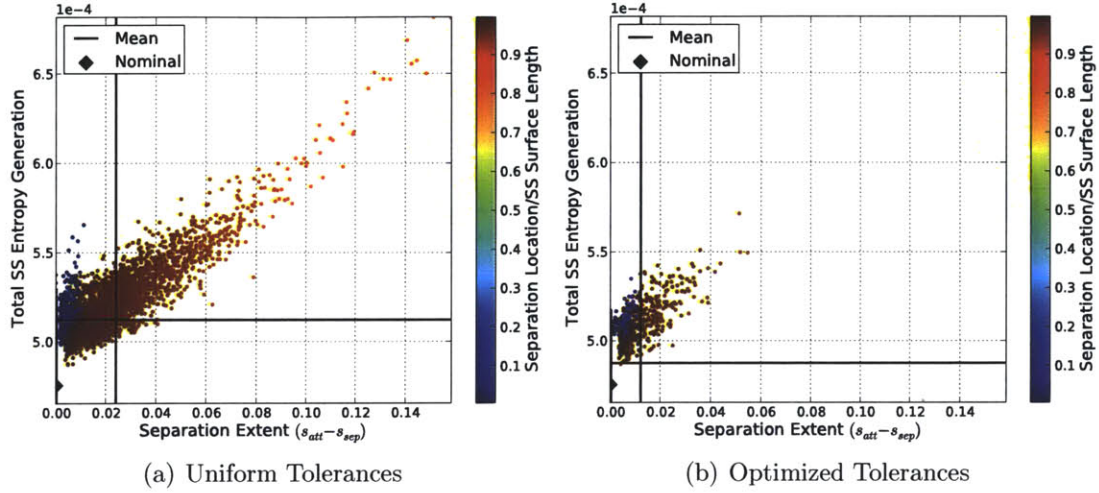 1e−4
Mean
Nominal
6.5
6.0
5.5
5.0
Total SS Entropy Generation
0.00 0.02 0.04 0.06 0.08 0.10 0.12 0.14
Separation Extent (s_att−s_sep)
0.9
0.8
0.7
0.6
0.5
0.4
0.3
0.2
0.1
Separation Location/SS Surface Length
(a) Uniform Tolerances
1e−4
Mean
Nominal
6.5
6.0
5.5
5.0
Total SS Entropy Generation
0.00 0.02 0.04 0.06 0.08 0.10 0.12 0.14
Separation Extent (s_att−s_sep)
0.9
0.8
0.7
0.6
0.5
0.4
0.3
0.2
0.1
Separation Location/SS Surface Length
(b) Optimized Tolerances